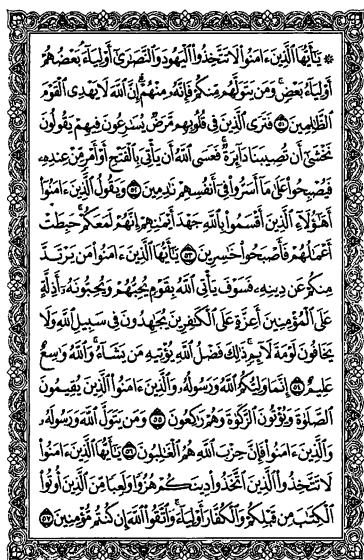 ۞ يَٰٓأَيُّهَا ٱلَّذِينَ ءَامَنُوا۟ لَا تَتَّخِذُوا۟ ٱلْيَهُودَ وَٱلنَّصَٰرَىٰٓ أَوْلِيَآءَ بَعْضُهُمْ
أَوْلِيَآءُ بَعْضٍ وَمَن يَتَوَلَّهُم مِّنكُمْ فَإِنَّهُۥ مِنْهُمْ إِنَّ ٱللَّهَ لَا يَهْدِى ٱلْقَوْمَ
ٱلظَّٰلِمِينَ ٥١ فَتَرَى ٱلَّذِينَ فِى قُلُوبِهِم مَّرَضٌ يُسَٰرِعُونَ فِيهِمْ يَقُولُونَ
نَخْشَىٰٓ أَن تُصِيبَنَا دَآئِرَةٌ فَعَسَى ٱللَّهُ أَن يَأْتِىَ بِٱلْفَتْحِ أَوْ أَمْرٍ مِّنْ عِندِهِۦ
فَيُصْبِحُوا۟ عَلَىٰ مَآ أَسَرُّوا۟ فِىٓ أَنفُسِهِمْ نَٰدِمِينَ ٥٢ وَيَقُولُ ٱلَّذِينَ ءَامَنُوٓا۟
أَهَٰٓؤُلَآءِ ٱلَّذِينَ أَقْسَمُوا۟ بِٱللَّهِ جَهْدَ أَيْمَٰنِهِمْ إِنَّهُمْ لَمَعَكُمْ حَبِطَتْ
أَعْمَٰلُهُمْ فَأَصْبَحُوا۟ خَٰسِرِينَ ٥٣ يَٰٓأَيُّهَا ٱلَّذِينَ ءَامَنُوا۟ مَن يَرْتَدَّ
مِنكُمْ عَن دِينِهِۦ فَسَوْفَ يَأْتِى ٱللَّهُ بِقَوْمٍ يُحِبُّهُمْ وَيُحِبُّونَهُۥٓ أَذِلَّةٍ
عَلَى ٱلْمُؤْمِنِينَ أَعِزَّةٍ عَلَى ٱلْكَٰفِرِينَ يُجَٰهِدُونَ فِى سَبِيلِ ٱللَّهِ وَلَا
يَخَافُونَ لَوْمَةَ لَآئِمٍ ذَٰلِكَ فَضْلُ ٱللَّهِ يُؤْتِيهِ مَن يَشَآءُ وَٱللَّهُ وَٰسِعٌ
عَلِيمٌ ٥٤ إِنَّمَا وَلِيُّكُمُ ٱللَّهُ وَرَسُولُهُۥ وَٱلَّذِينَ ءَامَنُوا۟ ٱلَّذِينَ يُقِيمُونَ
ٱلصَّلَوٰةَ وَيُؤْتُونَ ٱلزَّكَوٰةَ وَهُمْ رَٰكِعُونَ ٥٥ وَمَن يَتَوَلَّ ٱللَّهَ وَرَسُولَهُۥ
وَٱلَّذِينَ ءَامَنُوا۟ فَإِنَّ حِزْبَ ٱللَّهِ هُمُ ٱلْغَٰلِبُونَ ٥٦ يَٰٓأَيُّهَا ٱلَّذِينَ ءَامَنُوا۟
لَا تَتَّخِذُوا۟ ٱلَّذِينَ ٱتَّخَذُوا۟ دِينَكُمْ هُزُوًا وَلَعِبًا مِّنَ ٱلَّذِينَ أُوتُوا۟
ٱلْكِتَٰبَ مِن قَبْلِكُمْ وَٱلْكُفَّارَ أَوْلِيَآءَ وَٱتَّقُوا۟ ٱللَّهَ إِن كُنتُم مُّؤْمِنِينَ ٥٧